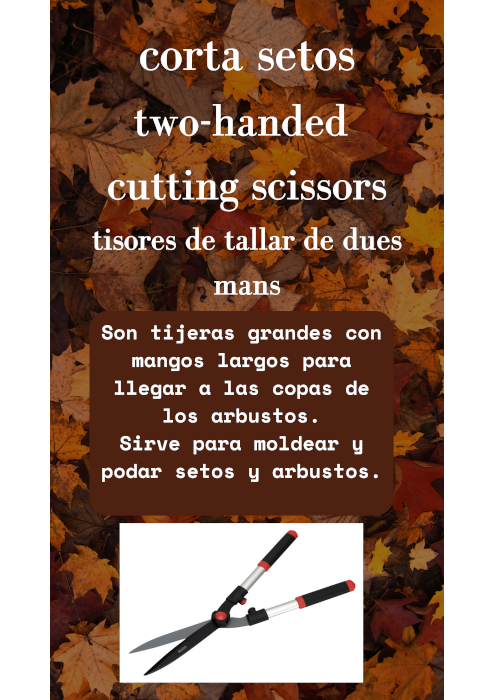 corta setos
two-handed
cutting scissors
tisores de tallar de dues
mans
Son tijeras grandes con
mangos largos para
llegar a las copas de
los arbustos.
Sirve para moldear y
podar setos y arbustos.